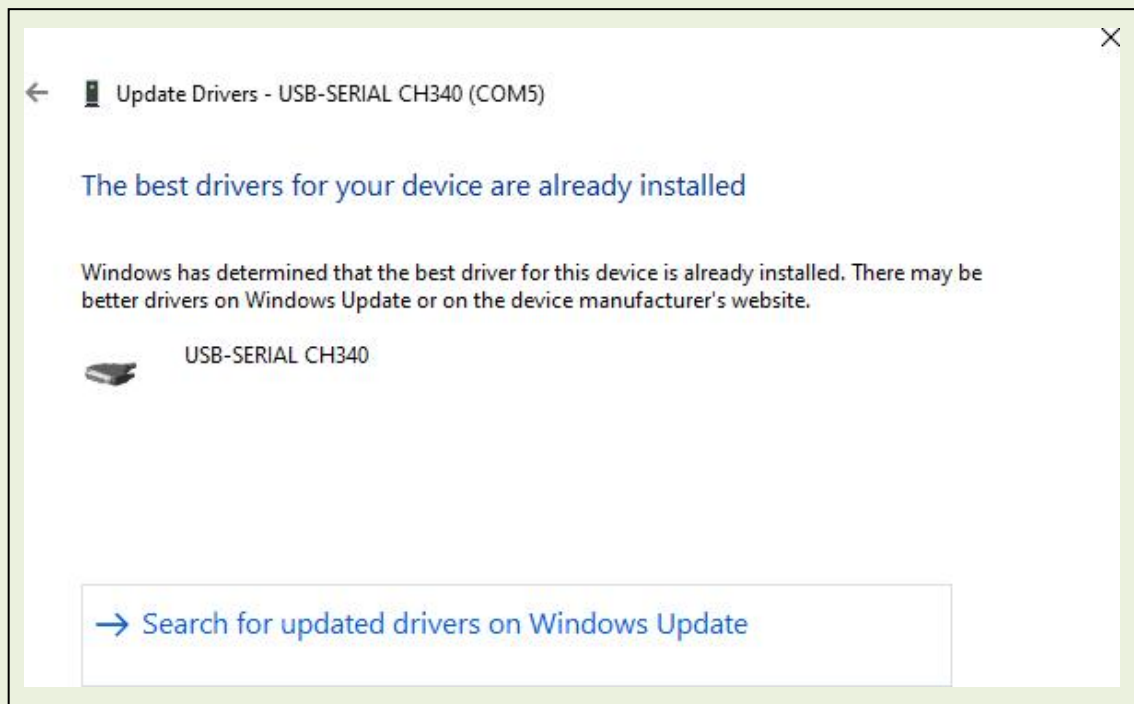 Update Drivers - USB-SERIAL CH340 (COM5)
The best drivers for your device are already installed
Windows has determined that the best driver for this device is already installed. There may be
better drivers on Windows Update or on the device manufacturer's website.
USB-SERIAL CH340
Search for updated drivers on Windows Update